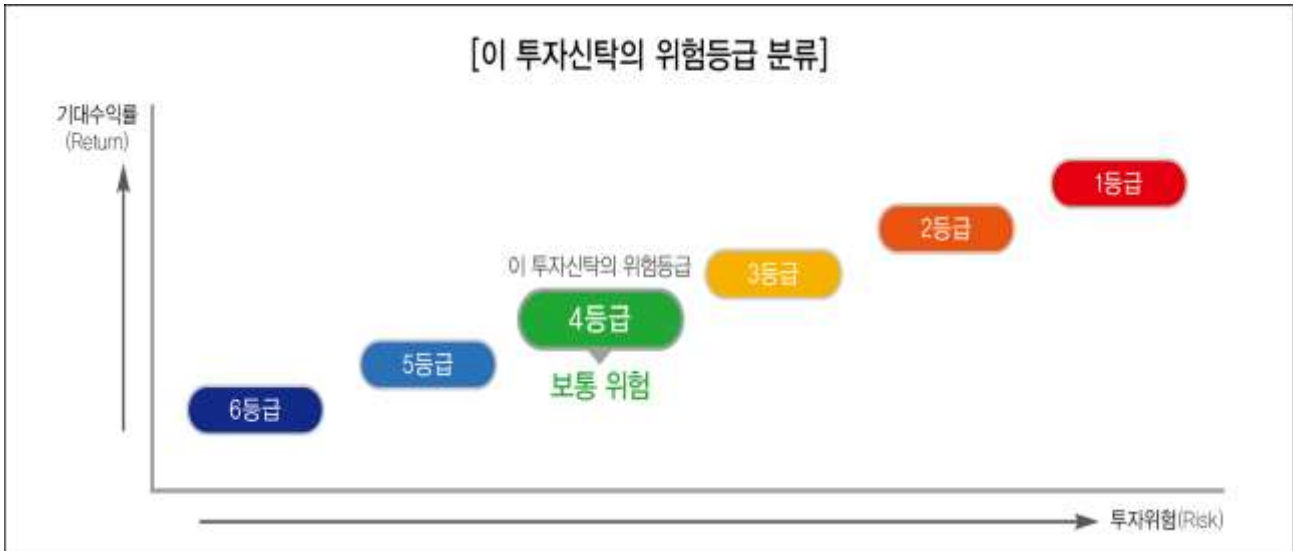 [이 투자신탁의 위험등급 분류]
기대수익률
(Return)
1등급
2등급
이 투자신탁의 위험등급
3등급
4등급
5등급
보통 위험
6등급
투자위험(Risk)